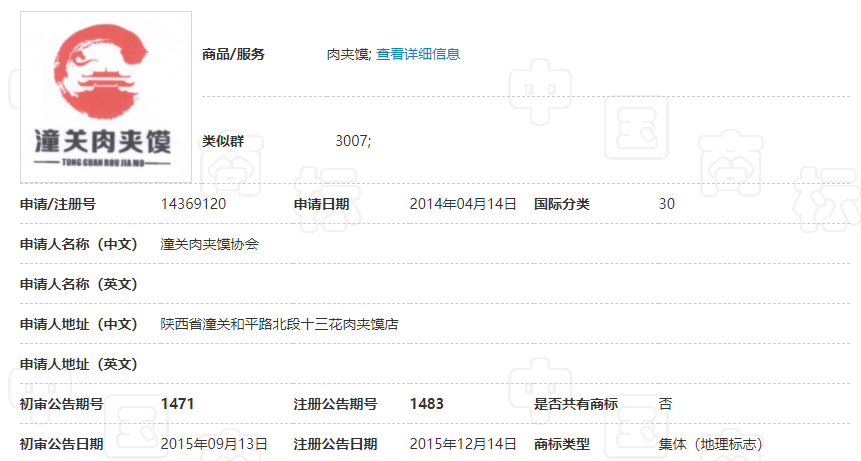 潼关肉夹馍
TONG GUAN ROU JIA MO
商品/服务 肉夹馍; 查看详细信息
类似群 3007;
申请/注册号 14369120 申请日期 2014年04月14日 国际分类 30
申请人名称（中文） 潼关肉夹馍协会
申请人名称（英文）
申请人地址（中文） 陕西省潼关和平路北段十三花肉夹馍店
申请人地址（英文）
初审公告期号 1471 注册公告期号 1483 是否共有商标 否
初审公告日期 2015年09月13日 注册公告日期 2015年12月14日 商标类型 集体（地理标志）
中国商标
中国